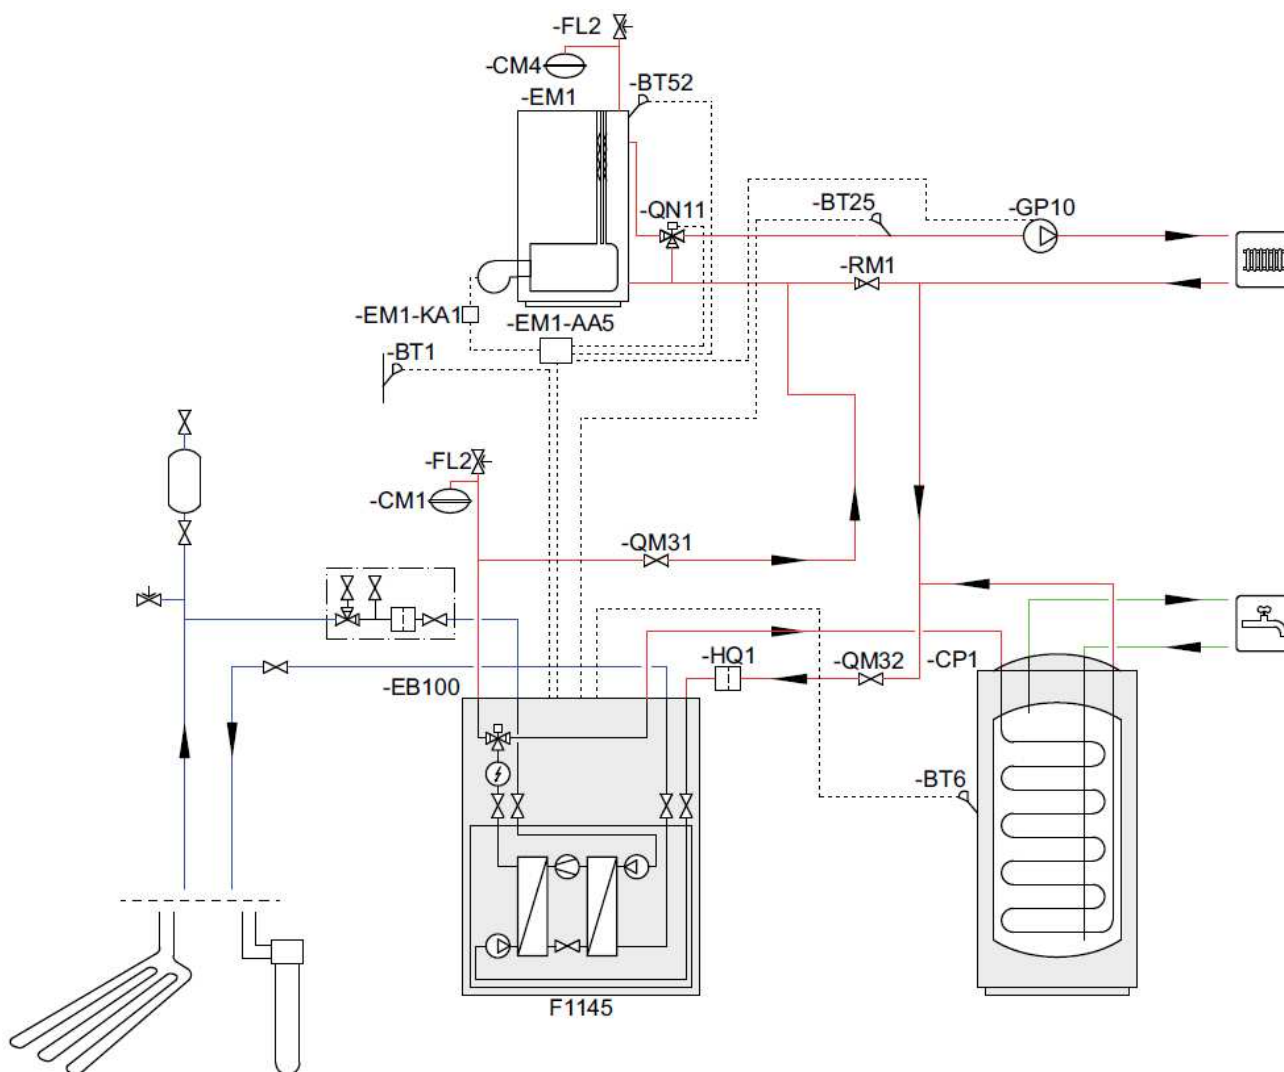 -FL2
-CM4
-BT52
-EM1
-QN11
-BT25
-GP10
-RM1
-EM1-KA1
-EM1-AA5
-BT1
-FL2
-CM1
-QM31
-HQ1
-QM32
-CP1
-EB100
-BT6
F1145